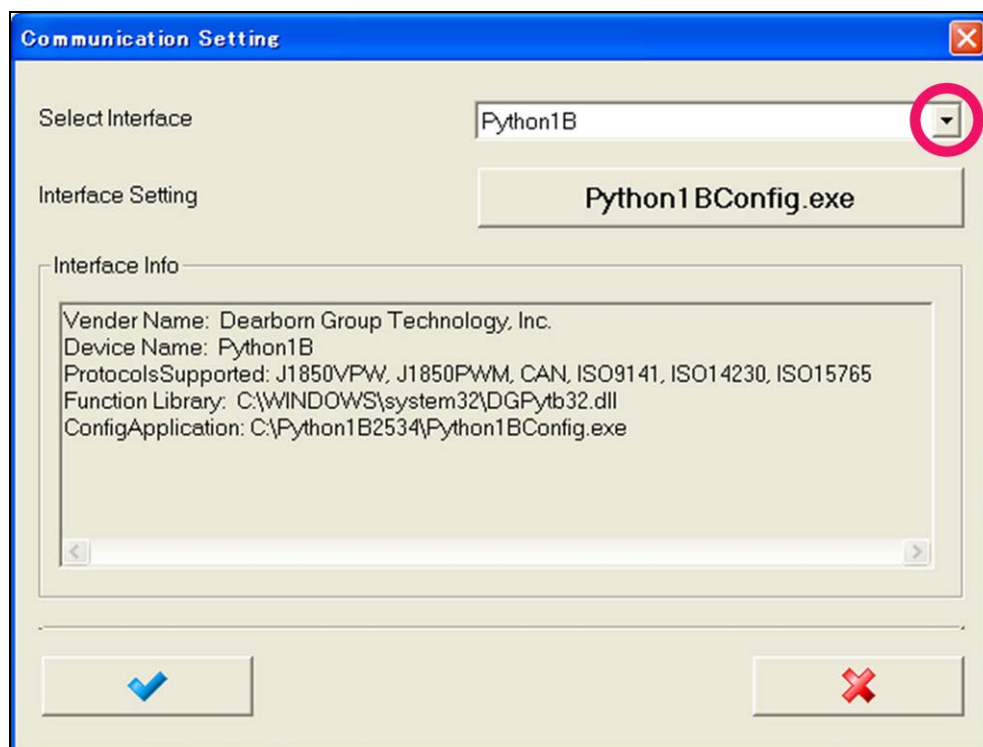 Communication Setting
Select Interface
Python1B
Interface Setting
Python1BConfig.exe
Interface Info
Vender Name: Dearborn Group Technology, Inc.
Device Name: Python1B
ProtocolsSupported: J1850VPW, J1850PWM, CAN, ISO9141, ISO14230, ISO15765
Function Library: C:\WINDOWS\system32\DGPytb32.dll
ConfigApplication: C:\Python1B2534\Python1BConfig.exe